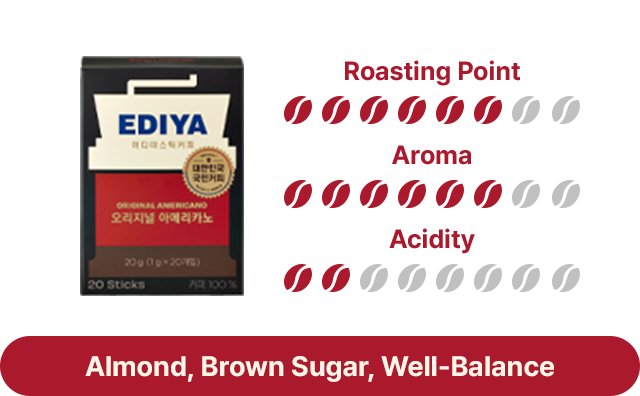 EDIYA
이디야스틱커피
대한민국
국민커피
ORIGINAL AMERICANO
오리지널 아메리카노
20g (1g×20개입)
20 Sticks
커피 100%
Roasting Point
Aroma
Acidity
Almond, Brown Sugar, Well-Balance